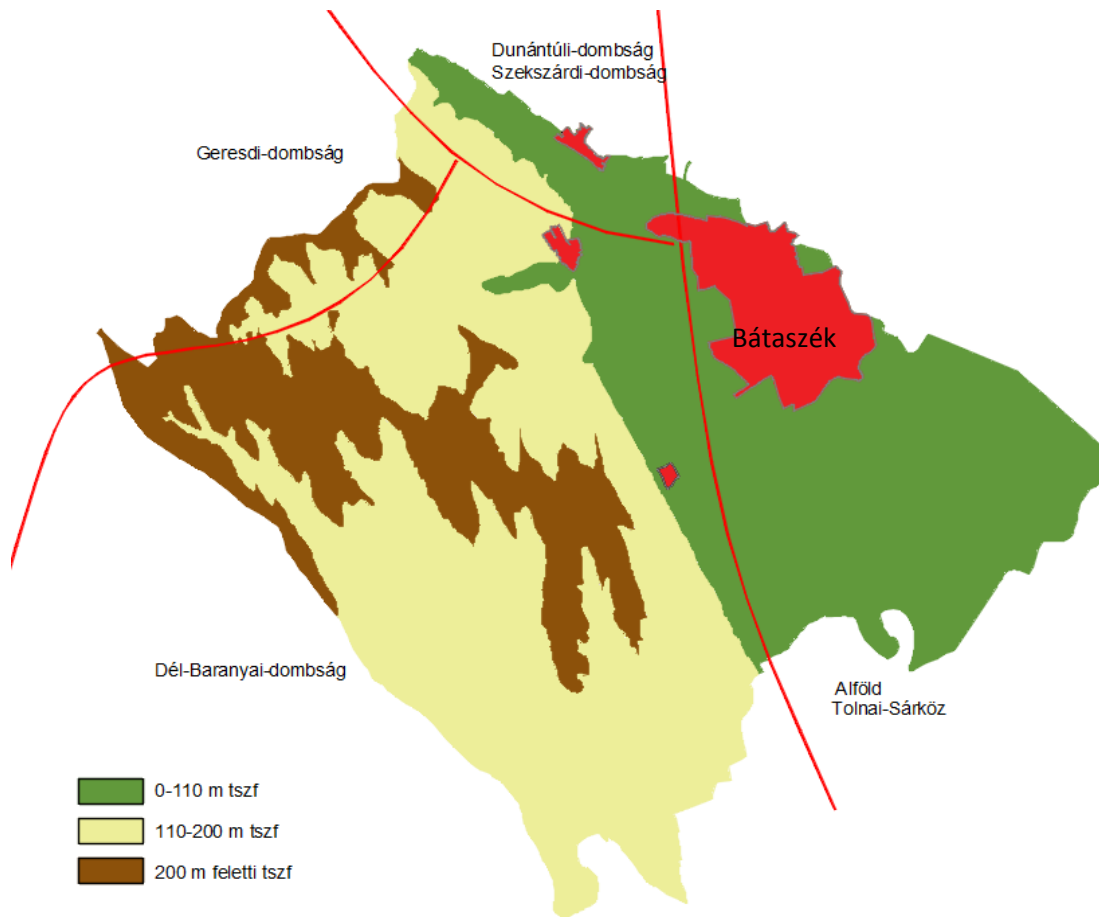 Dunántúli-dombság
Szekszárdi-dombság
Geresdi-dombság
Bátaszék
Dél-Baranyai-dombság
Alföld
Tolnai-Sárköz
0-110 m tszf
110-200 m tszf
200 m feletti tszf